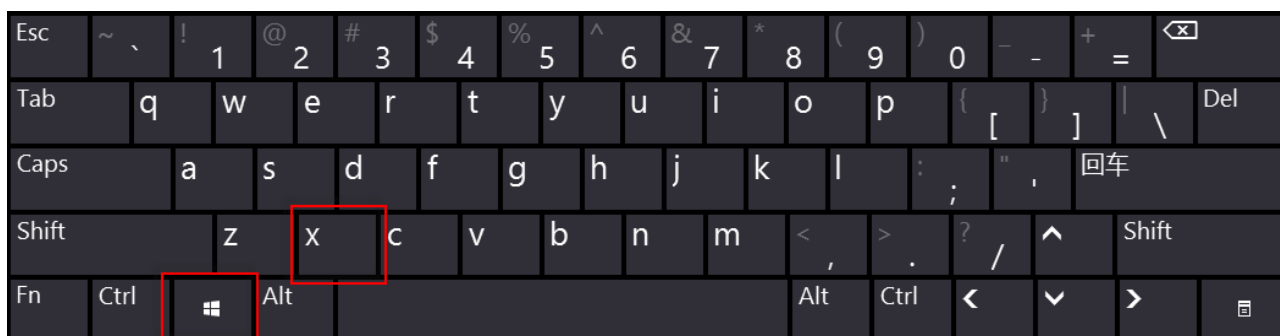 Esc ~ ` ! 1 @ 2 # 3 $ 4 % 5 ^ 6 & 7 * 8 ( 9 ) 0 _ - + =
Tab q w e r t y u i o p { [ } ] | \ Del
Caps a s d f g h j k l : ; " ' 回车
Shift z x c v b n m < , > . ? / Shift
Fn Ctrl Alt Alt Ctrl